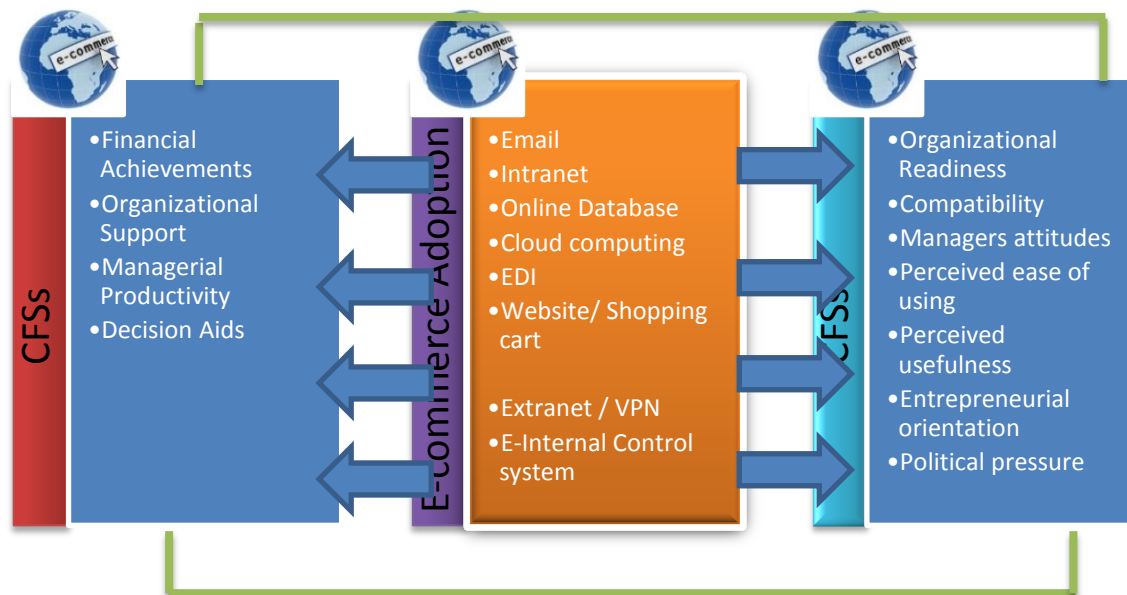 e-commerce
CFSs
•Financial
Achievements
•Organizational
Support
•Managerial
Productivity
•Decision Aids
e-commerce
E-commerce Adoption
•Email
•Intranet
•Online Database
•Cloud computing
•EDI
•Website/ Shopping
cart
•Extranet / VPN
•E-Internal Control
system
e-commerce
CFSs
•Organizational
Readiness
•Compatibility
•Managers attitudes
•Perceived ease of
using
•Perceived
usefulness
•Entrepreneurial
orientation
•Political pressure